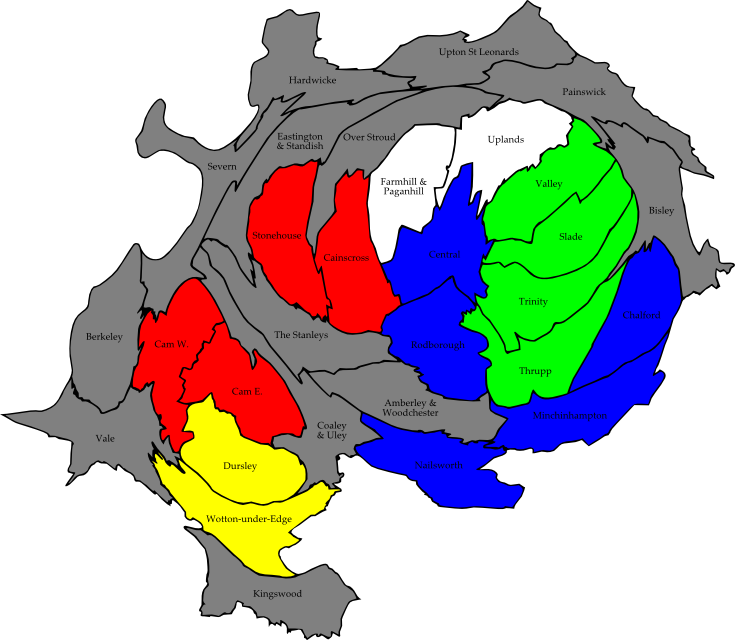 Upton St Leonards
Hardwicke
Painswick
Eastington
& Standish
Over Stroud
Uplands
Severn
Farmhill &
Paganhill
Valley
Bisley
Stonehouse
Slade
Cainscross
Central
Trinity
Chalford
Berkeley
The Stanleys
Cam W.
Rodborough
Thrupp
Cam E.
Amberley &
Woodchester
Minchinhampton
Coaley
& Uley
Vale
Dursley
Nailsworth
Wotton-under-Edge
Kingswood